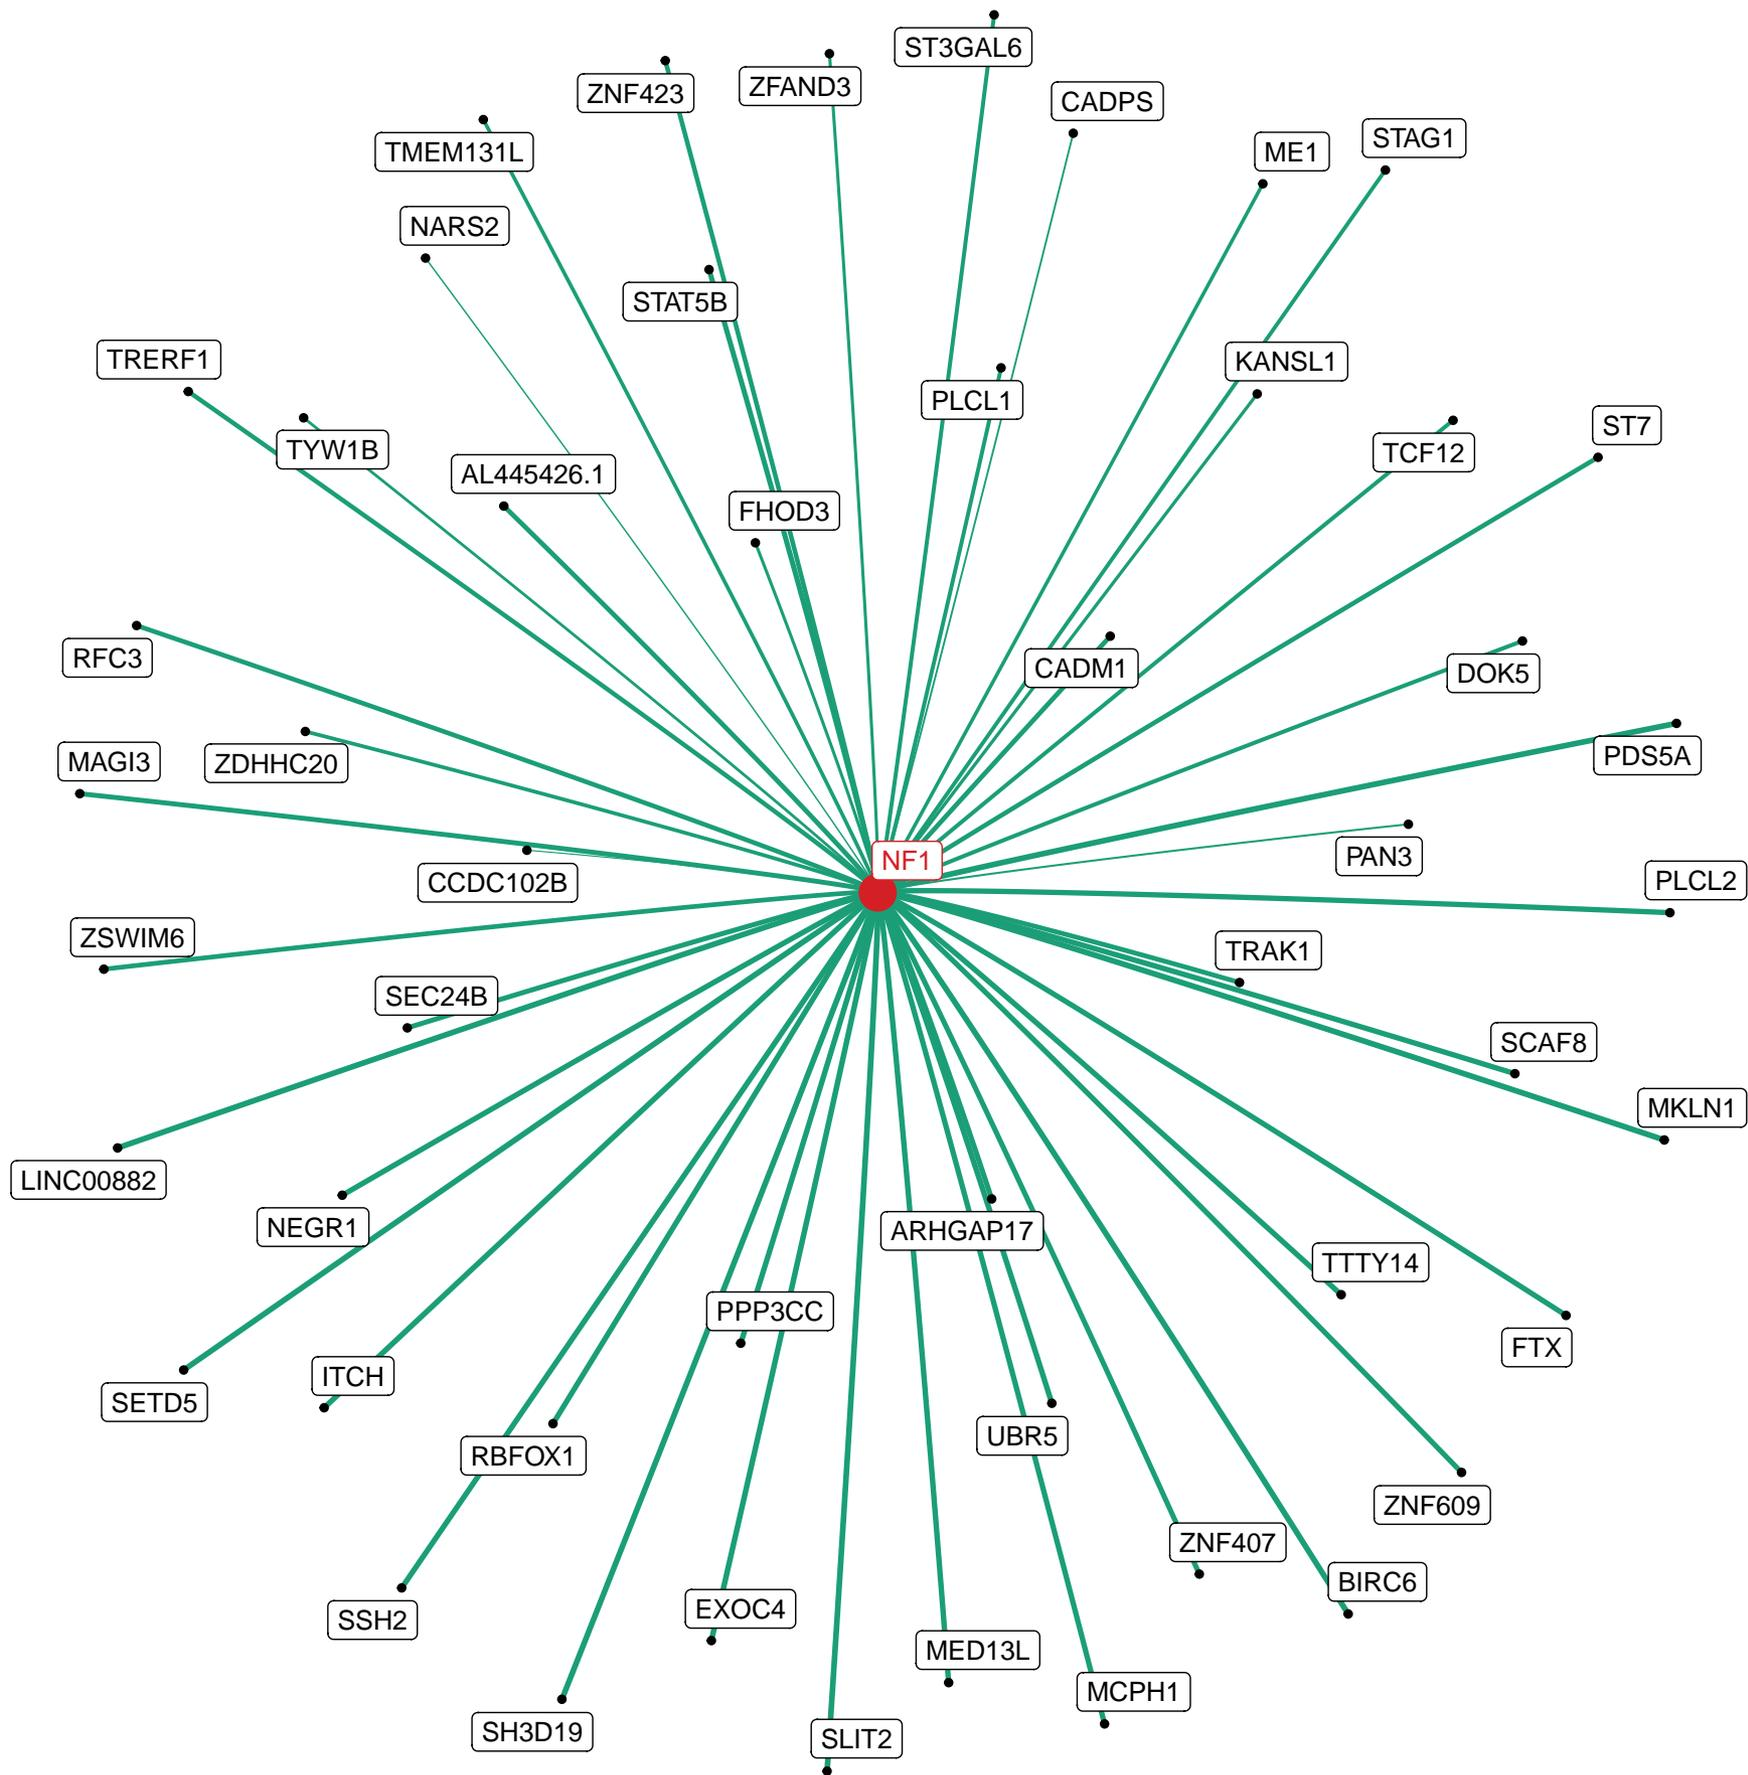 ST3GAL6
ZFAND3
ZNF423
CADPS
STAG1
TMEM131L
ME1
NARS2
STAT5B
TRERF1
KANSL1
PLCL1
ST7
TYW1B
TCF12
AL445426.1
FHOD3
RFC3
CADM1
DOK5
PDS5A
MAGI3
ZDHHC20
NF1
PAN3
CCDC102B
PLCL2
ZSWIM6
TRAK1
SEC24B
SCAF8
MKLN1
LINC00882
NEGR1
ARHGAP17
TTTY14
PPP3CC
FTX
ITCH
SETD5
UBR5
RBFOX1
ZNF609
ZNF407
BIRC6
EXOC4
SSH2
MED13L
MCPH1
SH3D19
SLIT2